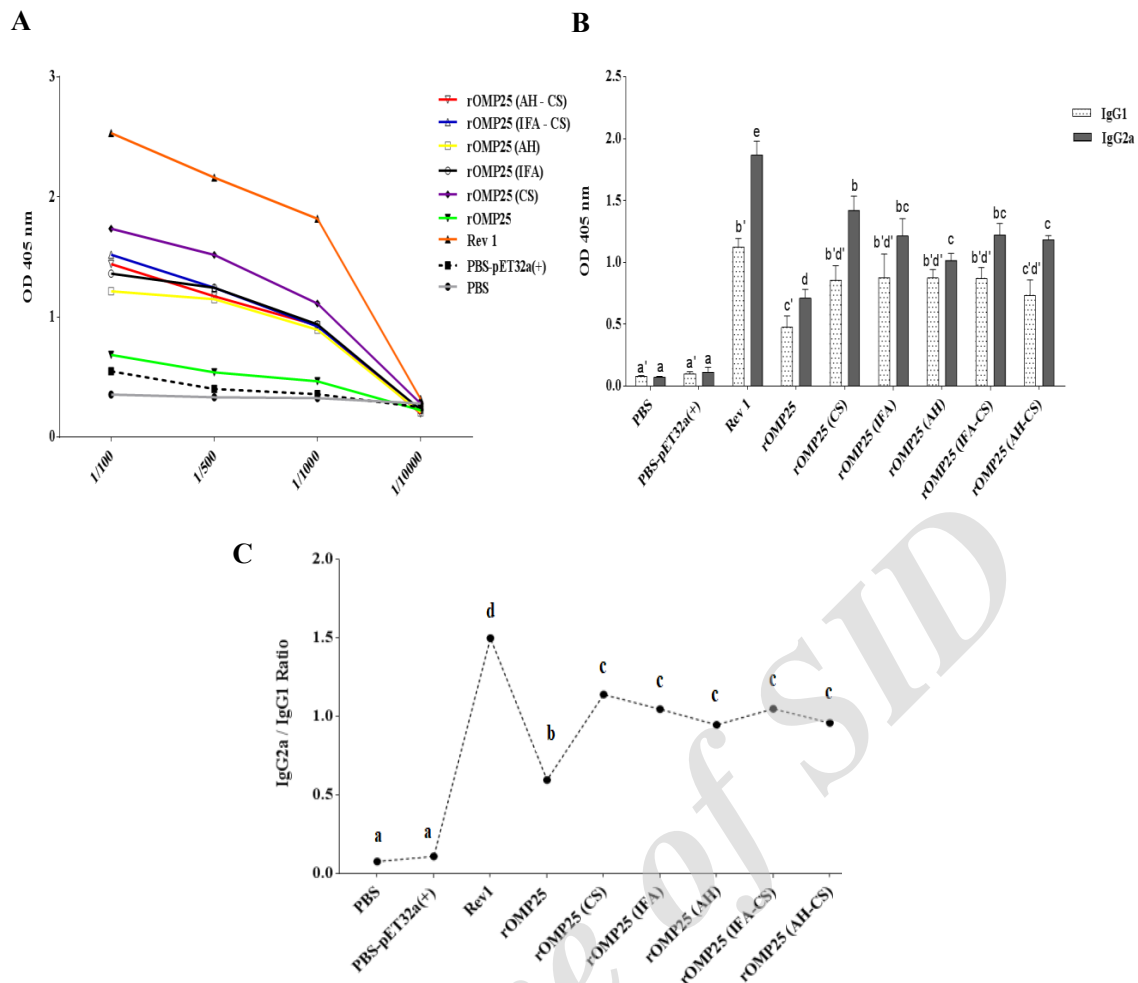 A
3
2
1
0
OD 405 nm
1/100
1/500
1/1000
1/10000
rOMP25 (AH - CS)
rOMP25 (IFA - CS)
rOMP25 (AH)
rOMP25 (IFA)
rOMP25 (CS)
rOMP25
Rev 1
PBS-pET32a(+)
PBS
B
2.5
2.0
1.5
1.0
0.5
0.0
OD 405 nm
a' a
a' a
b' e
c' d
b'd' b
b'd' bc
b'd' c
b'd' bc
c'd' c
PBS
PBS-pET32a(+)
Rev 1
rOMP25
rOMP25 (CS)
rOMP25 (IFA)
rOMP25 (AH)
rOMP25 (IFA-CS)
rOMP25 (AH-CS)
IgG1
IgG2a
C
2.0
1.5
1.0
0.5
0.0
IgG2a / IgG1 Ratio
a
a
d
b
c
c
c
c
c
PBS
PBS-pET32a(+)
Rev1
rOMP25
rOMP25 (CS)
rOMP25 (IFA)
rOMP25 (AH)
rOMP25 (IFA-CS)
rOMP25 (AH-CS)
e of SID